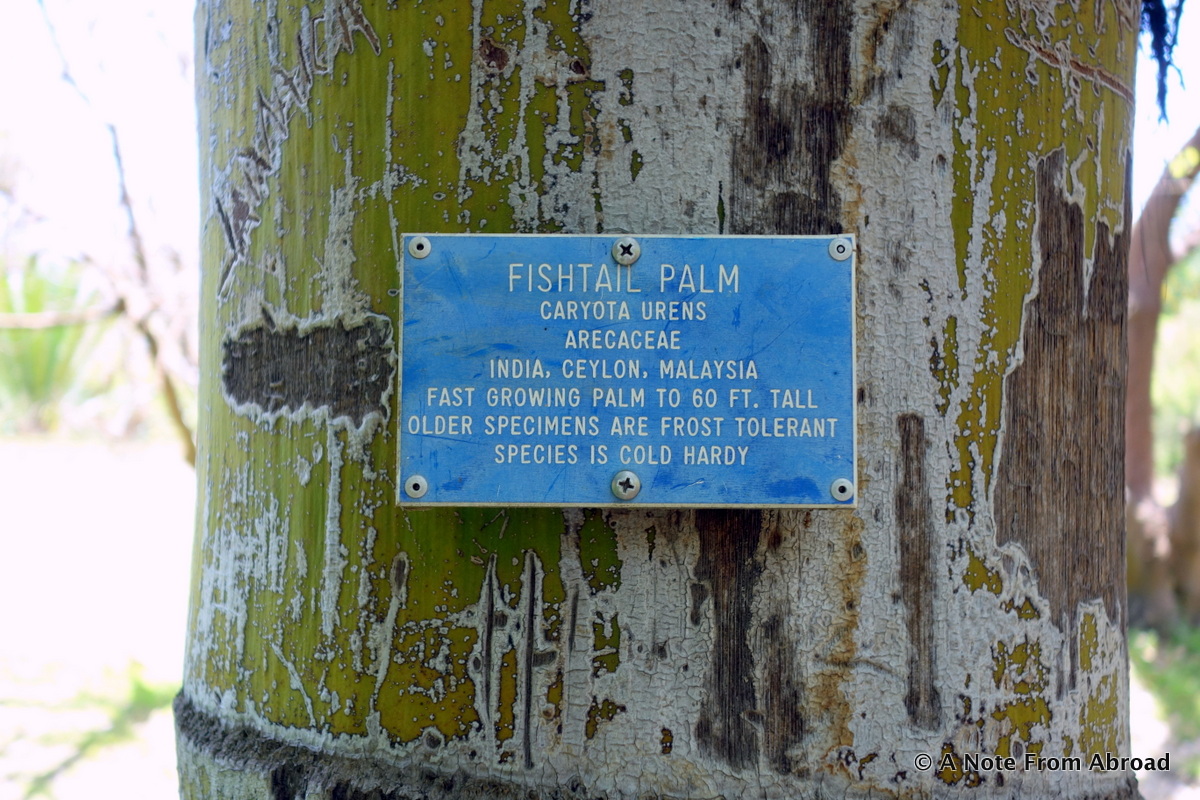 FISHTAIL PALM
CARYOTA URENS
ARECACEAE
INDIA, CEYLON, MALAYSIA
FAST GROWING PALM TO 60 FT. TALL
OLDER SPECIMENS ARE FROST TOLERANT
SPECIES IS COLD HARDY
© A Note From Abroad